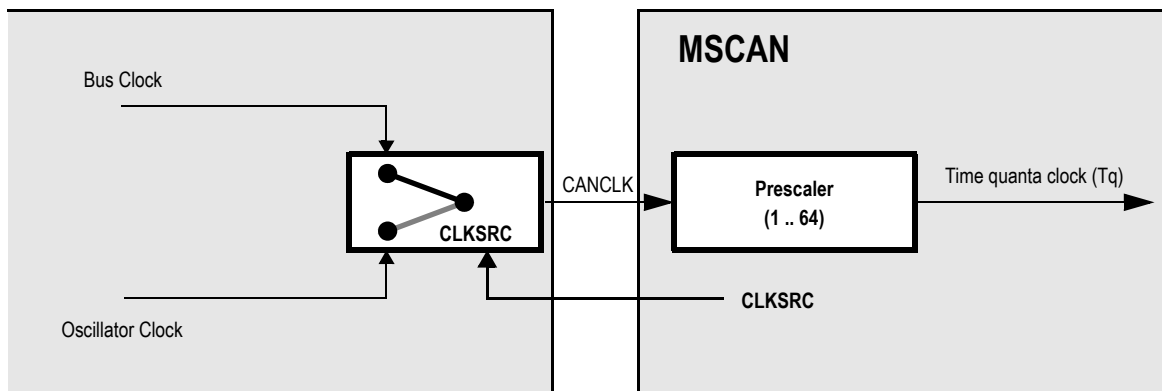 MSCAN
Bus Clock
CANCLK
Prescaler
(1 .. 64)
Time quanta clock (Tq)
CLKSRC
CLKSRC
Oscillator Clock